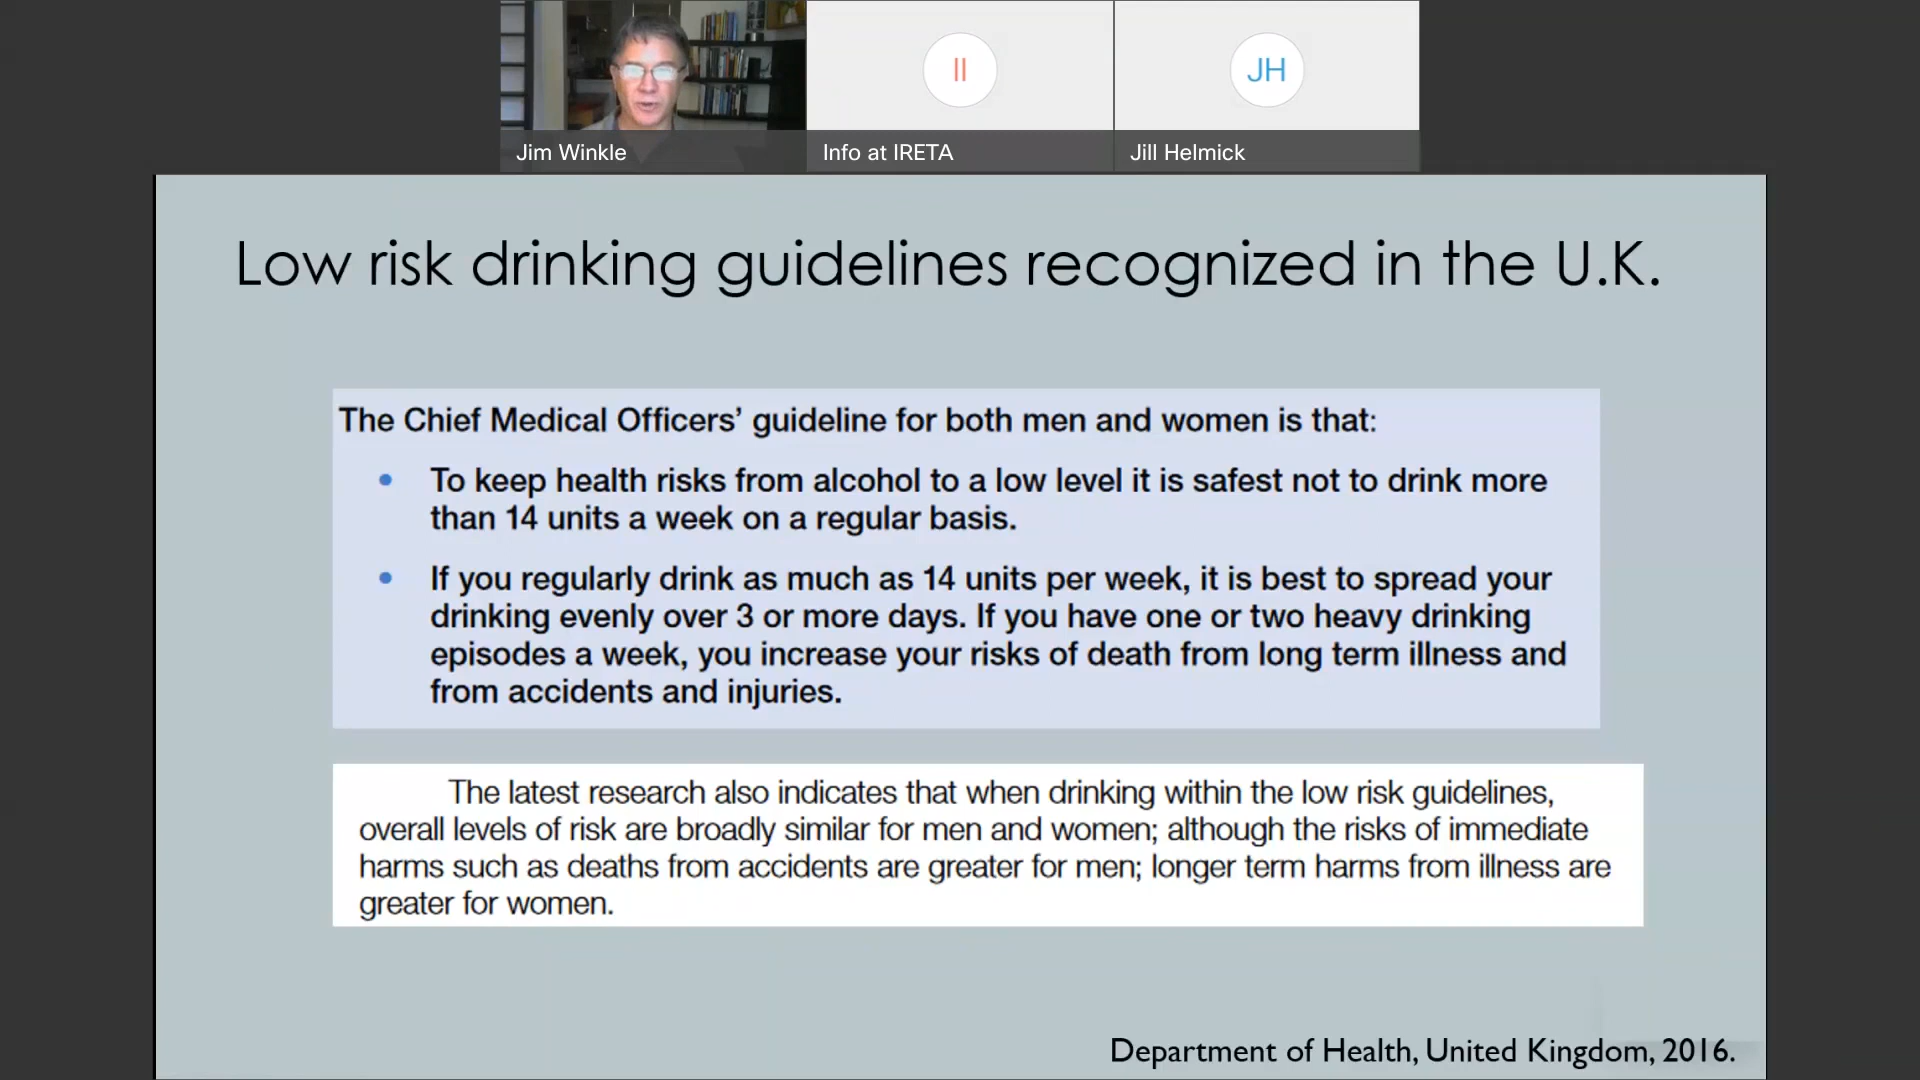 II
JH
Jim Winkle
Info at IRETA
Jill Helmick
Low risk drinking guidelines recognized in the U.K.
The Chief Medical Officers’ guideline for both men and women is that:
• To keep health risks from alcohol to a low level it is safest not to drink more
than 14 units a week on a regular basis.
• If you regularly drink as much as 14 units per week, it is best to spread your
drinking evenly over 3 or more days. If you have one or two heavy drinking
episodes a week, you increase your risks of death from long term illness and
from accidents and injuries.
The latest research also indicates that when drinking within the low risk guidelines,
overall levels of risk are broadly similar for men and women; although the risks of immediate
harms such as deaths from accidents are greater for men; longer term harms from illness are
greater for women.
Department of Health, United Kingdom, 2016.